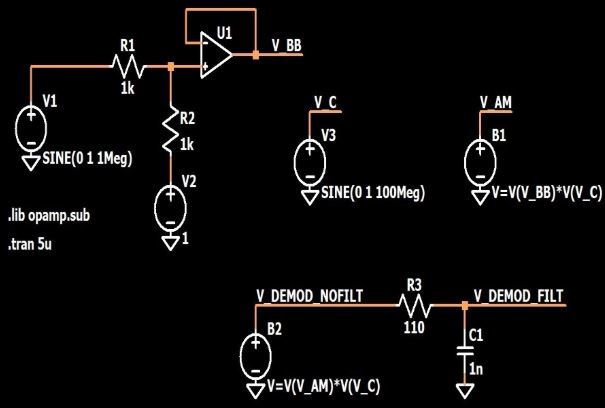 U1
R1
V_BB
1k
V1
V_C
V_AM
R2
V3
B1
1k
SINE(0 1 1Meg)
V2
SINE(0 1 100Meg)
V=V(V_BB)*V(V_C)
.lib opamp.sub
1
.tran 5u
R3
V_DEMOD_NOFILT
V_DEMOD_FILT
110
B2
C1
1n
V=V(V_AM)*V(V_C)